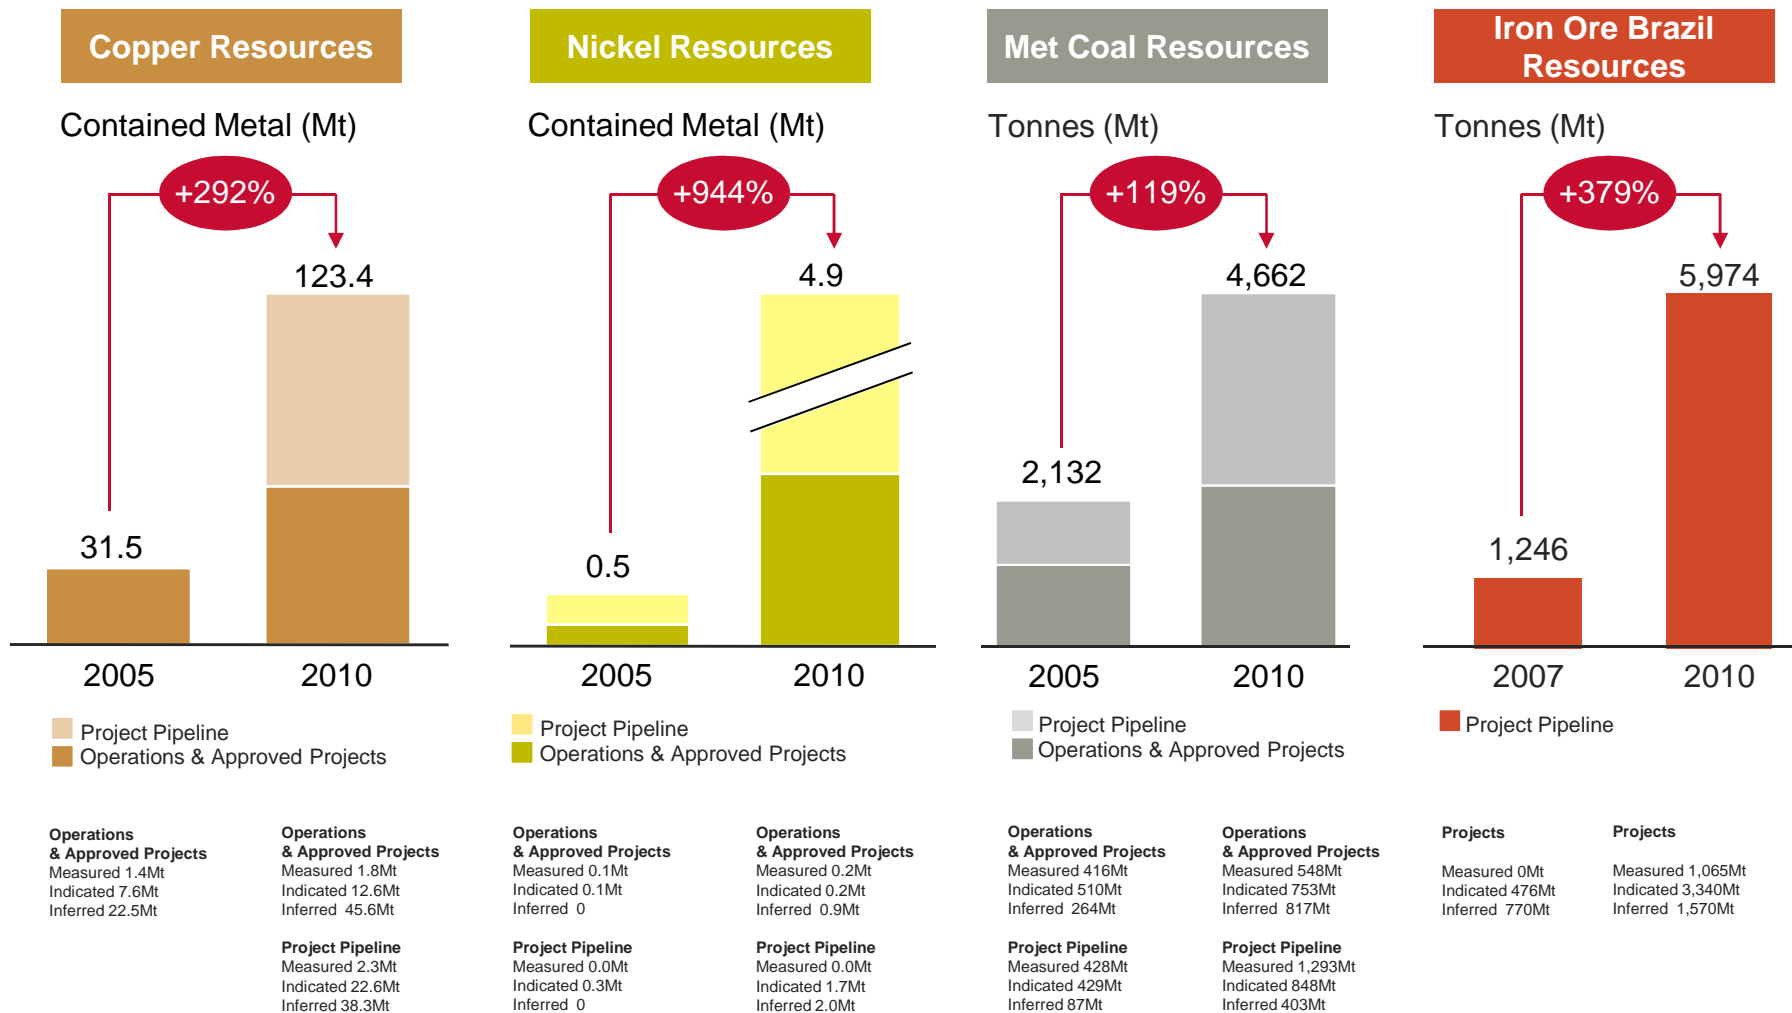 Copper Resources
Contained Metal (Mt)
+292%
123.4
31.5
2005
2010
Project Pipeline
Operations & Approved Projects
Operations
& Approved Projects
Measured 1.4Mt
Indicated 7.6Mt
Inferred 22.5Mt
Operations
& Approved Projects
Measured 1.8Mt
Indicated 12.6Mt
Inferred 45.6Mt
Project Pipeline
Measured 2.3Mt
Indicated 22.6Mt
Inferred 38.3Mt
Nickel Resources
Contained Metal (Mt)
+944%
4.9
0.5
2005
2010
Project Pipeline
Operations & Approved Projects
Operations
& Approved Projects
Measured 0.1Mt
Indicated 0.1Mt
Inferred 0
Project Pipeline
Measured 0.0Mt
Indicated 0.3Mt
Inferred 0
Operations
& Approved Projects
Measured 0.2Mt
Indicated 0.2Mt
Inferred 0.9Mt
Project Pipeline
Measured 0.0Mt
Indicated 1.7Mt
Inferred 2.0Mt
Met Coal Resources
Tonnes (Mt)
+119%
4,662
2,132
2005
2010
Project Pipeline
Operations & Approved Projects
Operations
& Approved Projects
Measured 416Mt
Indicated 510Mt
Inferred 264Mt
Project Pipeline
Measured 428Mt
Indicated 429Mt
Inferred 87Mt
Operations
& Approved Projects
Measured 548Mt
Indicated 753Mt
Inferred 817Mt
Project Pipeline
Measured 1,293Mt
Indicated 848Mt
Inferred 403Mt
Iron Ore Brazil
Resources
Tonnes (Mt)
+379%
5,974
1,246
2007
2010
Project Pipeline
Projects
Measured 0Mt
Indicated 476Mt
Inferred 770Mt
Projects
Measured 1,065Mt
Indicated 3,340Mt
Inferred 1,570Mt